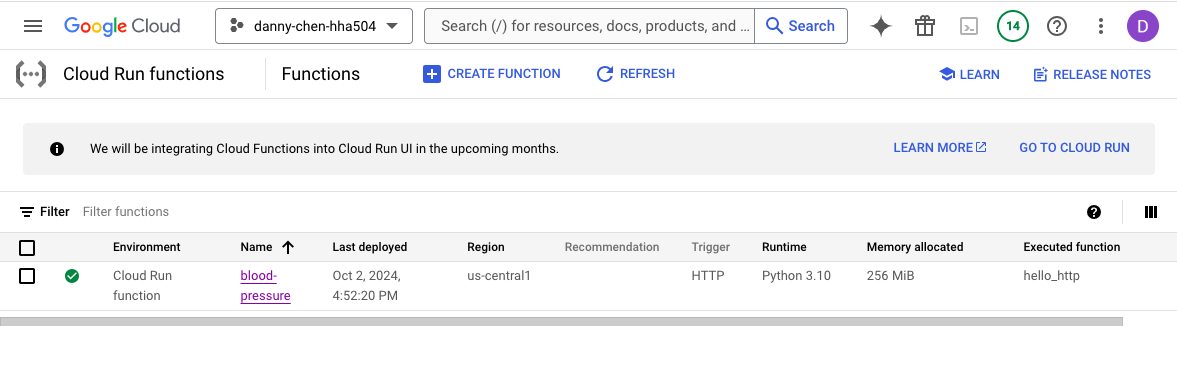 Google Cloud danny-chen-hha504 Search (/) for resources, docs, products, and ... Search 14 D
Cloud Run functions Functions CREATE FUNCTION REFRESH LEARN RELEASE NOTES
We will be integrating Cloud Functions into Cloud Run UI in the upcoming months. LEARN MORE GO TO CLOUD RUN
Filter Filter functions
Environment Name Last deployed Region Recommendation Trigger Runtime Memory allocated Executed function
Cloud Run blood- Oct 2, 2024, us-central1 HTTP Python 3.10 256 MiB hello_http
function pressure 4:52:20 PM